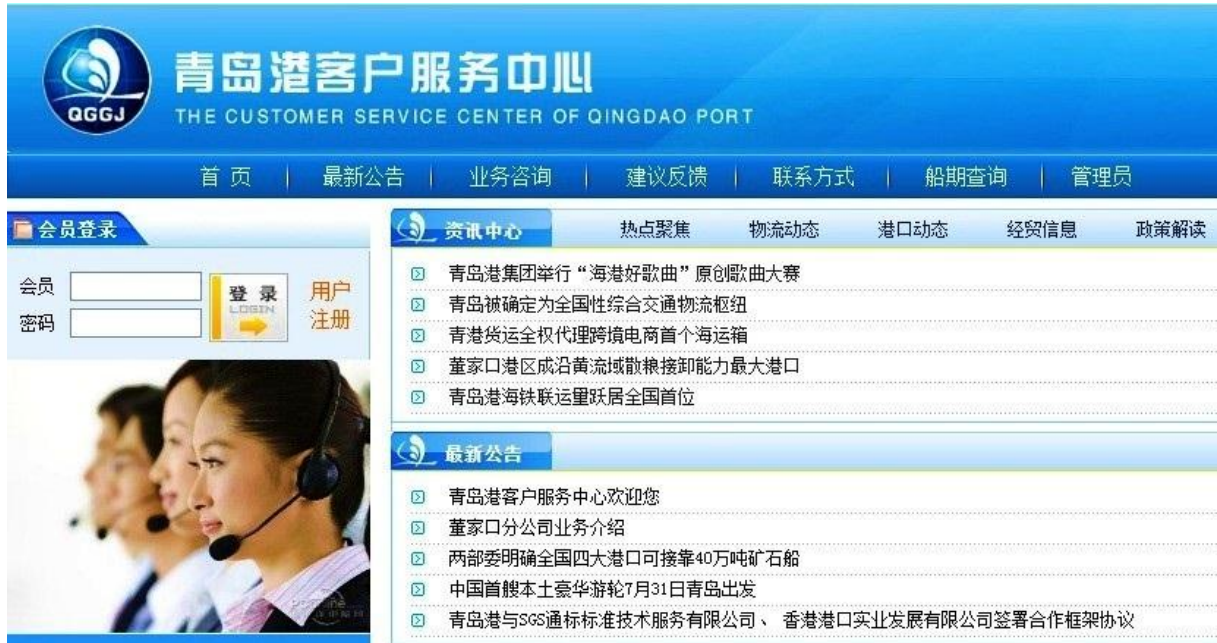 青岛港客户服务中心
QGGJ
THE CUSTOMER SERVICE CENTER OF QINGDAO PORT
首 页 | 最新公告 | 业务咨询 | 建议反馈 | 联系方式 | 船期查询 | 管理员
会员登录
会员
密码
登 录
LOGIN
用户
注册
资讯中心 热点聚焦 物流动态 港口动态 经贸信息 政策解读
青岛港集团举行“海港好歌曲”原创歌曲大赛
青岛被确定为全国性综合交通物流枢纽
青港货运全权代理跨境电商首个海运箱
董家口港区成沿黄流域散粮接卸能力最大港口
青岛港海铁联运量跃居全国首位
最新公告
青岛港客户服务中心欢迎您
董家口分公司业务介绍
两部委明确全国四大港口可接靠40万吨矿石船
中国首艘本土豪华游轮7月31日青岛出发
青岛港与SGS通标标准技术服务有限公司、 香港港口实业发展有限公司签署合作框架协议